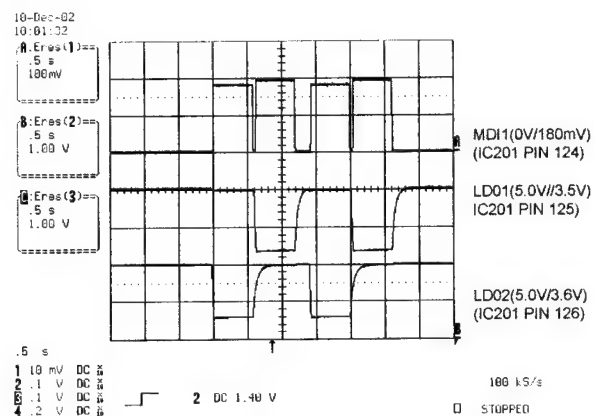 18-Dec-02
10:01:32
A:Eres(1)
.5 s
180mV
B:Eres(2)
.5 s
1.00 V
C:Eres(3)
.5 s
1.00 V
MDI1(0V/180mV)
(IC201 PIN 124)
LD01(5.0V//3.5V)
IC201 PIN 125)
LD02(5.0V/3.6V)
(IC201 PIN 126)
.5 s
1 10 mV DC
2 .1 V DC
3 .1 V DC
4 .2 V DC
2 DC 1.40 V
100 kS/s
STOPPED